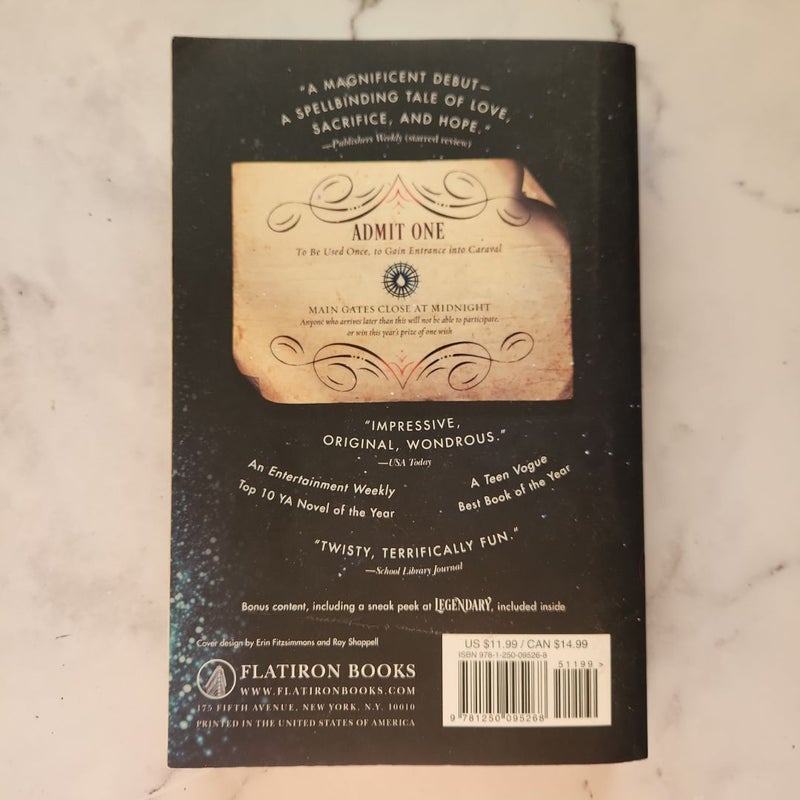 "A MAGNIFICENT DEBUT—
A SPELLBINDING TALE OF LOVE,
SACRIFICE, AND HOPE."
—Publishers Weekly (starred review)
ADMIT ONE
To Be Used Once, to Gain Entrance into Caraval
MAIN GATES CLOSE AT MIDNIGHT
Anyone who arrives later than this will not be able to participate,
or win this year's prize of one wish
"IMPRESSIVE,
ORIGINAL, WONDROUS."
—USA Today
An Entertainment Weekly
Top 10 YA Novel of the Year
A Teen Vogue
Best Book of the Year
"TWISTY, TERRIFICALLY FUN."
—School Library Journal
Bonus content, including a sneak peek at LEGENDARY, included inside
Cover design by Erin Fitzsimmons and Ray Shappell
FLATIRON BOOKS
WWW.FLATIRONBOOKS.COM
175 FIFTH AVENUE, NEW YORK, N.Y. 10010
PRINTED IN THE UNITED STATES OF AMERICA
US $11.99 / CAN $14.99
ISBN 978-1-250-09526-8
51199 >
9 781250 095268